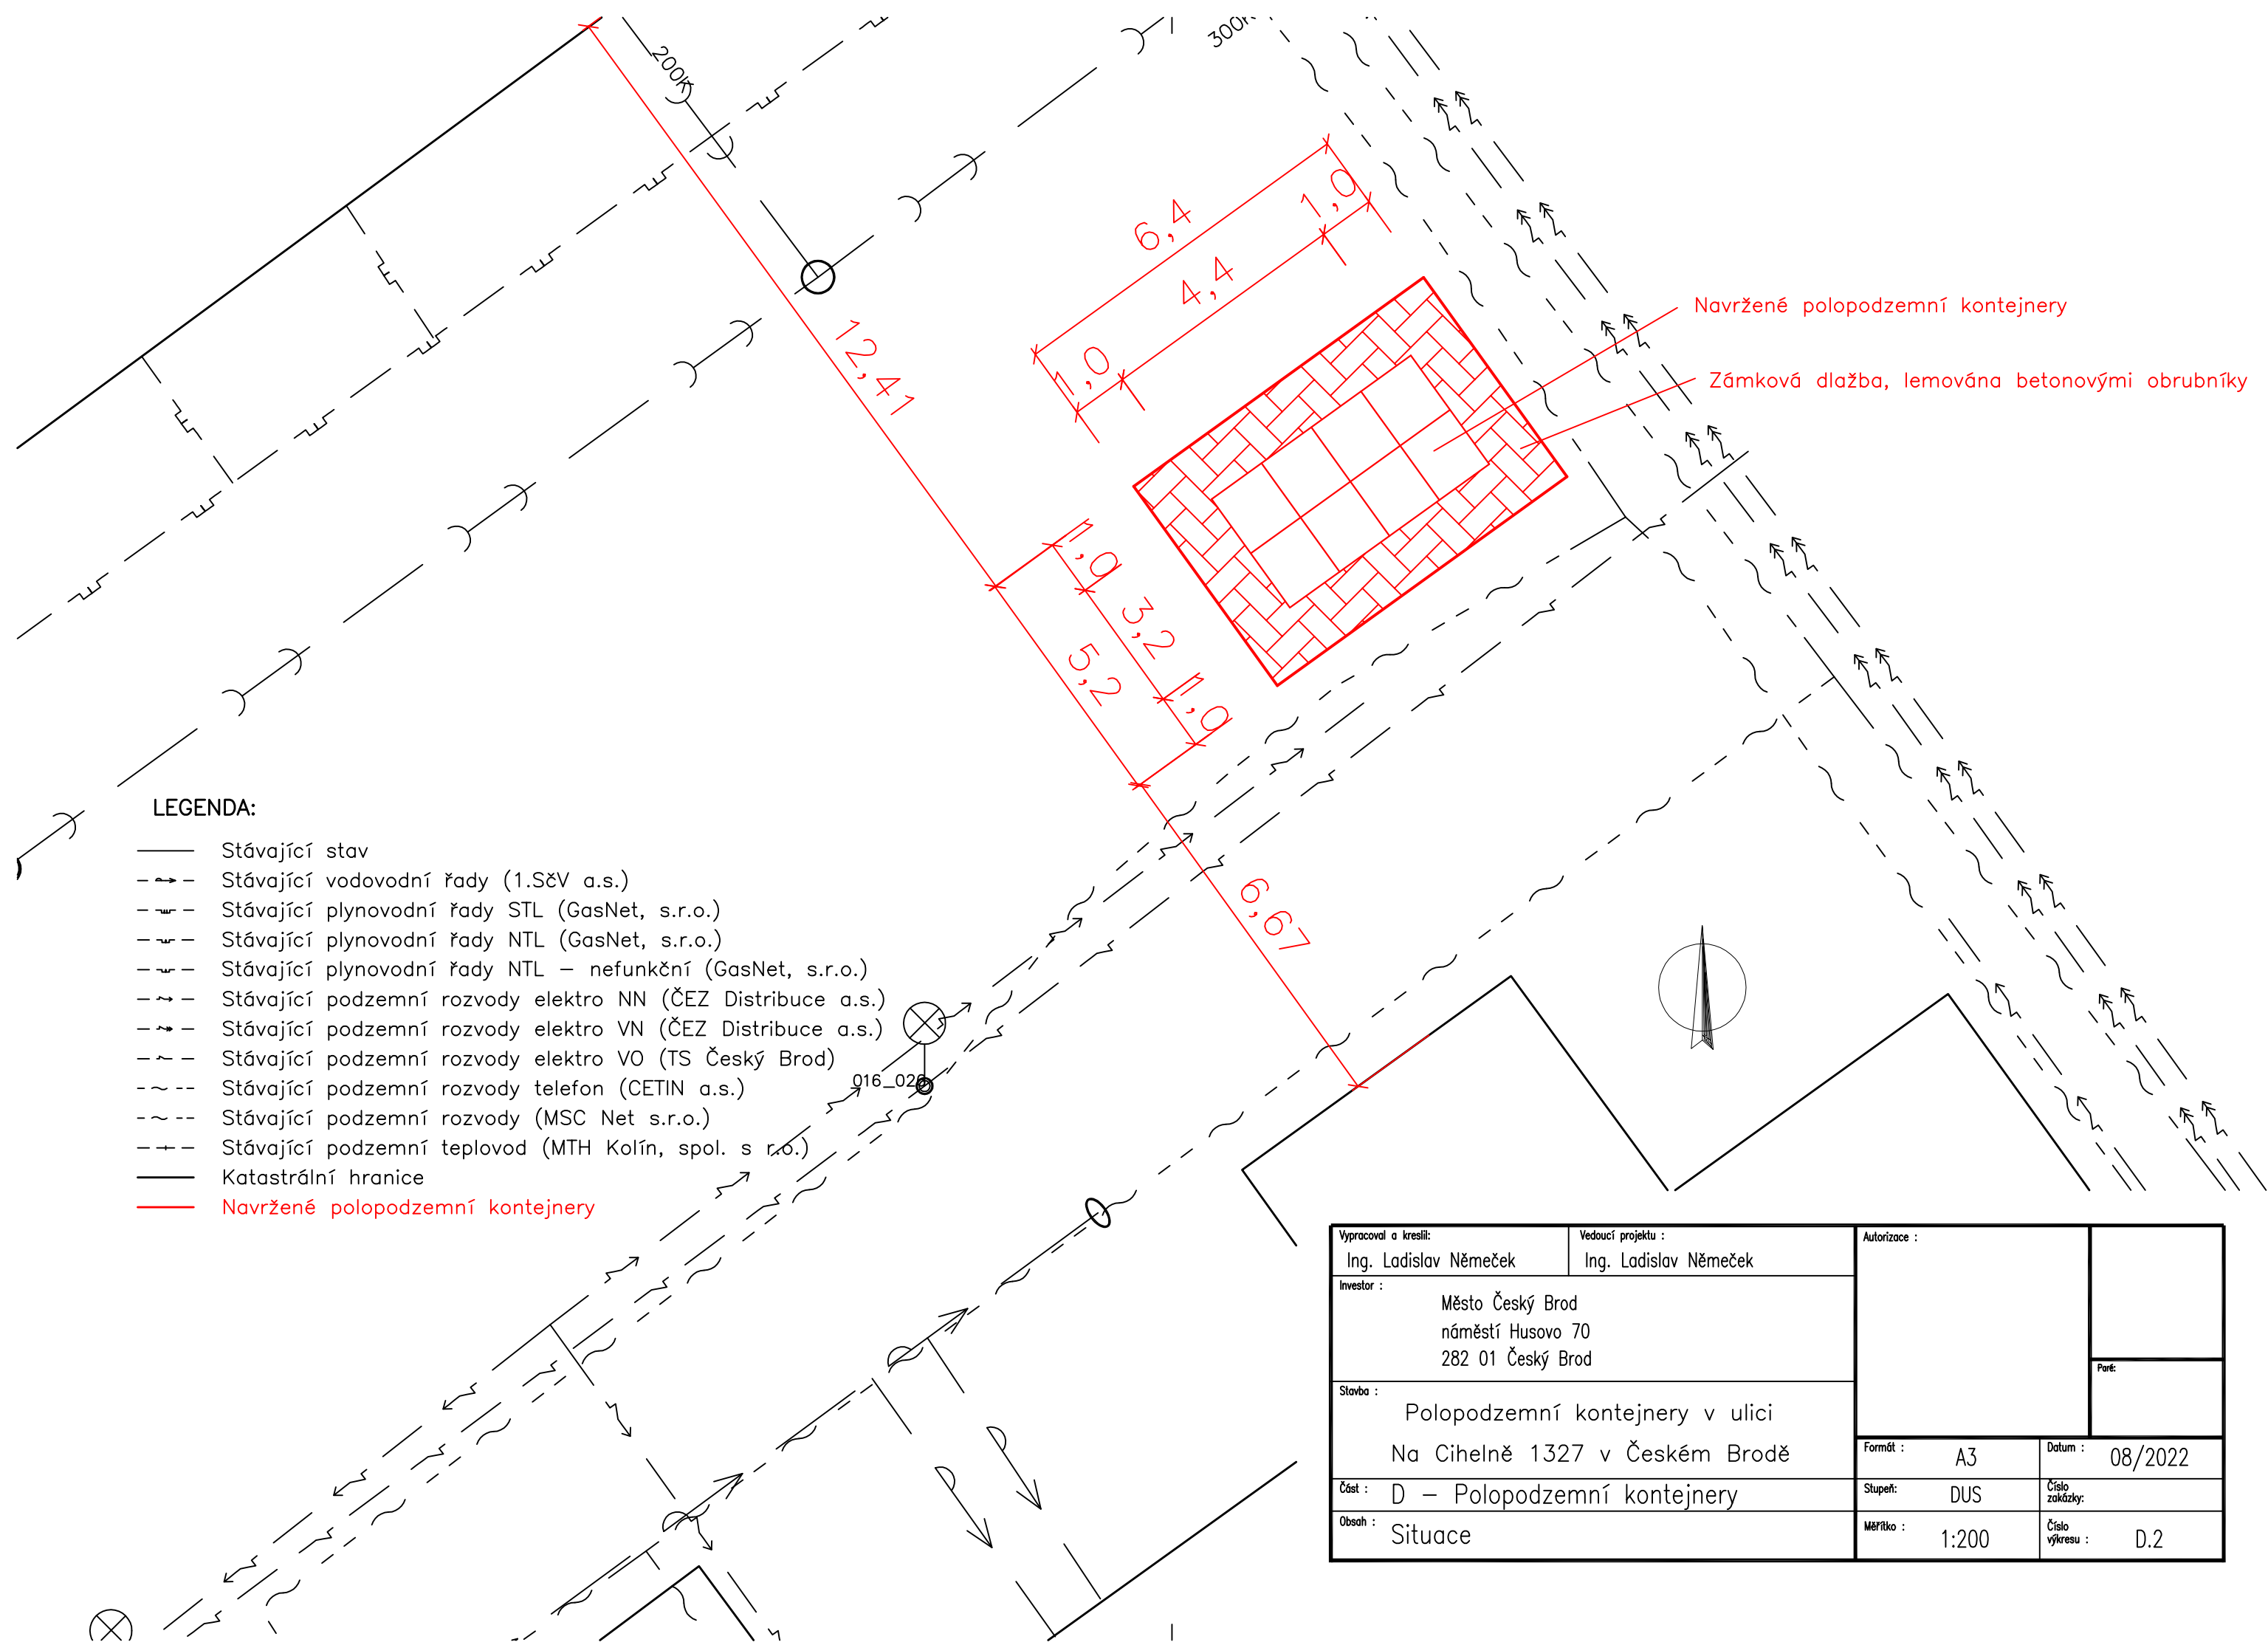 200K
300K
6,4
1,0
4,4
1,0
12,41
Navržené polopodzemní kontejnery
Zámková dlažba, lemována betonovými obrubníky
1,0
3,2
1,0
5,2
6,67
LEGENDA:
Stávající stav
Stávající vodovodní řady (1.SčV a.s.)
Stávající plynovodní řady STL (GasNet, s.r.o.)
Stávající plynovodní řady NTL (GasNet, s.r.o.)
Stávající plynovodní řady NTL – nefunkční (GasNet, s.r.o.)
Stávající podzemní rozvody elektro NN (ČEZ Distribuce a.s.)
Stávající podzemní rozvody elektro VN (ČEZ Distribuce a.s.)
Stávající podzemní rozvody elektro VO (TS Český Brod)
Stávající podzemní rozvody telefon (CETIN a.s.)
Stávající podzemní rozvody (MSC Net s.r.o.)
Stávající podzemní teplovod (MTH Kolín, spol. s r.o.)
Katastrální hranice
Navržené polopodzemní kontejnery
Vypracoval a kreslil:
Ing. Ladislav Němeček
Vedoucí projektu :
Ing. Ladislav Němeček
Autorizace :
Investor :
Město Český Brod
náměstí Husovo 70
282 01 Český Brod
Paré:
Stavba :
Polopodzemní kontejnery v ulici
Na Cihelně 1327 v Českém Brodě
Formát :
A3
Datum :
08/2022
Část :
D – Polopodzemní kontejnery
Stupeň:
DUS
Číslo
zakázky:
Obsah :
Situace
Měřítko :
1:200
Číslo
výkresu :
D.2